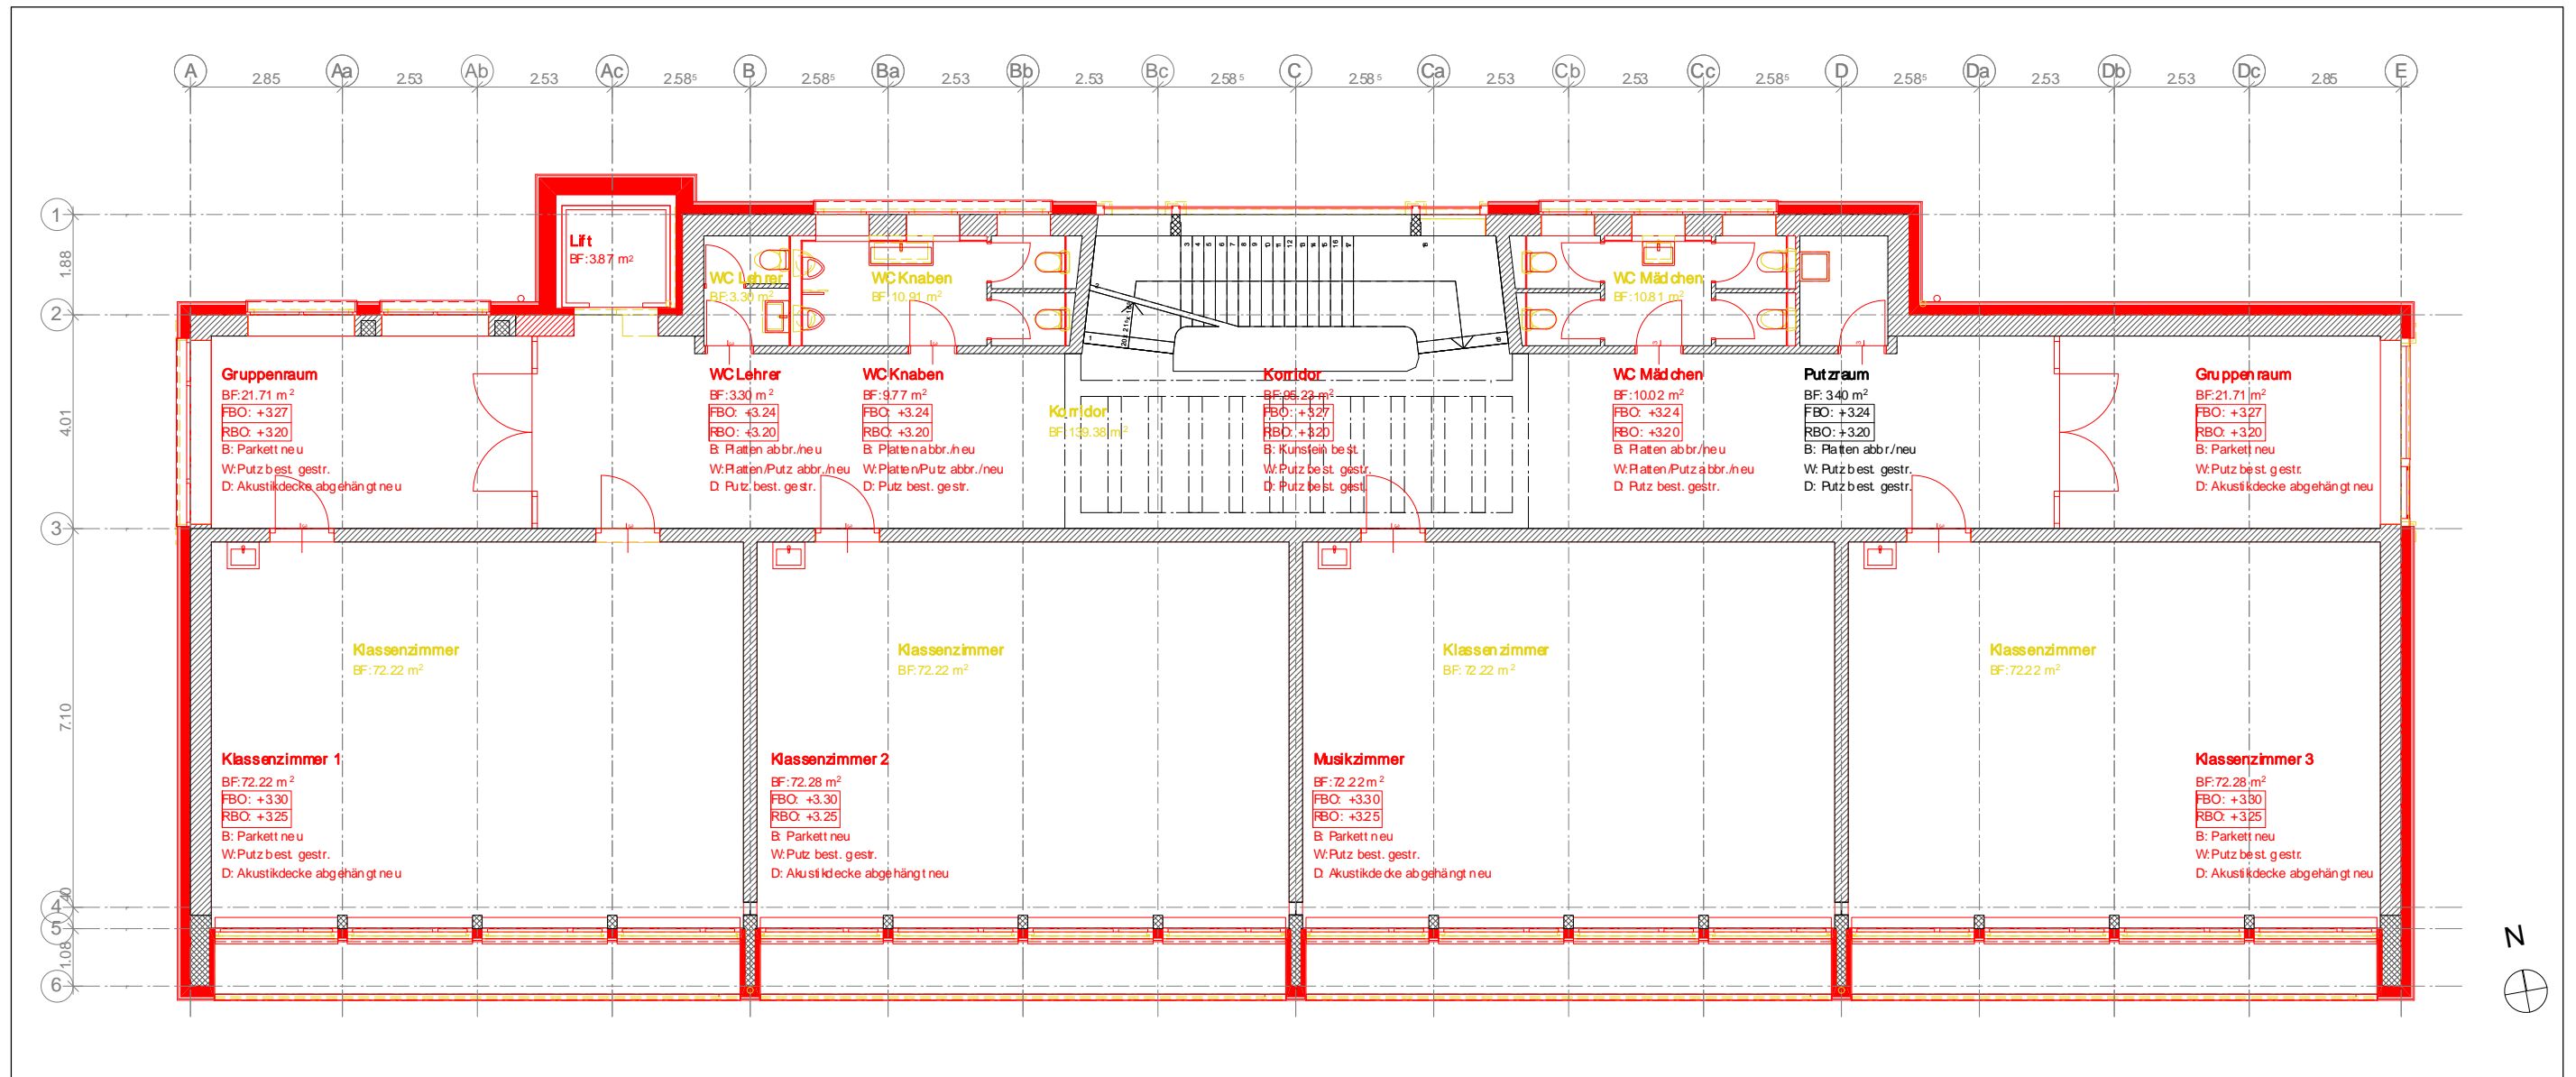 A 2.85 Aa 2.53 Ab 2.53 Ac 2.58⁵ B 2.58⁵ Ba 2.53 Bb 2.53 Bc 2.58⁵ C 2.58⁵ Ca 2.53 Cb 2.53 Cc 2.58⁵ D 2.58⁵ Da 2.53 Db 2.53 Dc 2.85 E
1
1.88
2
4.01
3
7.10
4
5
1.08
6
Lift
BF: 3.87 m²
WC Lehrer
BF: 3.30 m²
WC Knaben
BF: 10.91 m²
WC Mädchen
BF: 10.81 m²
Gruppenraum
BF: 21.71 m²
FBO: +3.27
RBO: +3.20
B: Parkett neu
W: Putz best. gestr.
D: Akustikdecke abgehängt neu
WC Lehrer
BF: 3.30 m²
FBO: +3.24
RBO: +3.20
B: Platten abbr./neu
W: Platten/Putz abbr./neu
D: Putz best. gestr.
WC Knaben
BF: 9.77 m²
FBO: +3.24
RBO: +3.20
B: Platten abbr./neu
W: Platten/Putz abbr./neu
D: Putz best. gestr.
Korridor
BF: 139.38 m²
Korridor
BF: 95.23 m²
FBO: +3.27
RBO: +3.20
B: Kunstein best.
W: Putz best. gestr.
D: Putz best. gestr.
WC Mädchen
BF: 10.02 m²
FBO: +3.24
RBO: +3.20
B: Platten abbr./neu
W: Platten/Putz abbr./neu
D: Putz best. gestr.
Putzraum
BF: 3.40 m²
FBO: +3.24
RBO: +3.20
B: Platten abbr./neu
W: Putz best. gestr.
D: Putz best. gestr.
Gruppenraum
BF: 21.71 m²
FBO: +3.27
RBO: +3.20
B: Parkett neu
W: Putz best. gestr.
D: Akustikdecke abgehängt neu
Klassenzimmer
BF: 72.22 m²
Klassenzimmer
BF: 72.22 m²
Klassenzimmer
BF: 72.22 m²
Klassenzimmer
BF: 72.22 m²
Klassenzimmer 1
BF: 72.22 m²
FBO: +3.30
RBO: +3.25
B: Parkett neu
W: Putz best. gestr.
D: Akustikdecke abgehängt neu
Klassenzimmer 2
BF: 72.28 m²
FBO: +3.30
RBO: +3.25
B: Parkett neu
W: Putz best. gestr.
D: Akustikdecke abgehängt neu
Musikzimmer
BF: 72.22 m²
FBO: +3.30
RBO: +3.25
B: Parkett neu
W: Putz best. gestr.
D: Akustikdecke abgehängt neu
Klassenzimmer 3
BF: 72.28 m²
FBO: +3.30
RBO: +3.25
B: Parkett neu
W: Putz best. gestr.
D: Akustikdecke abgehängt neu
N